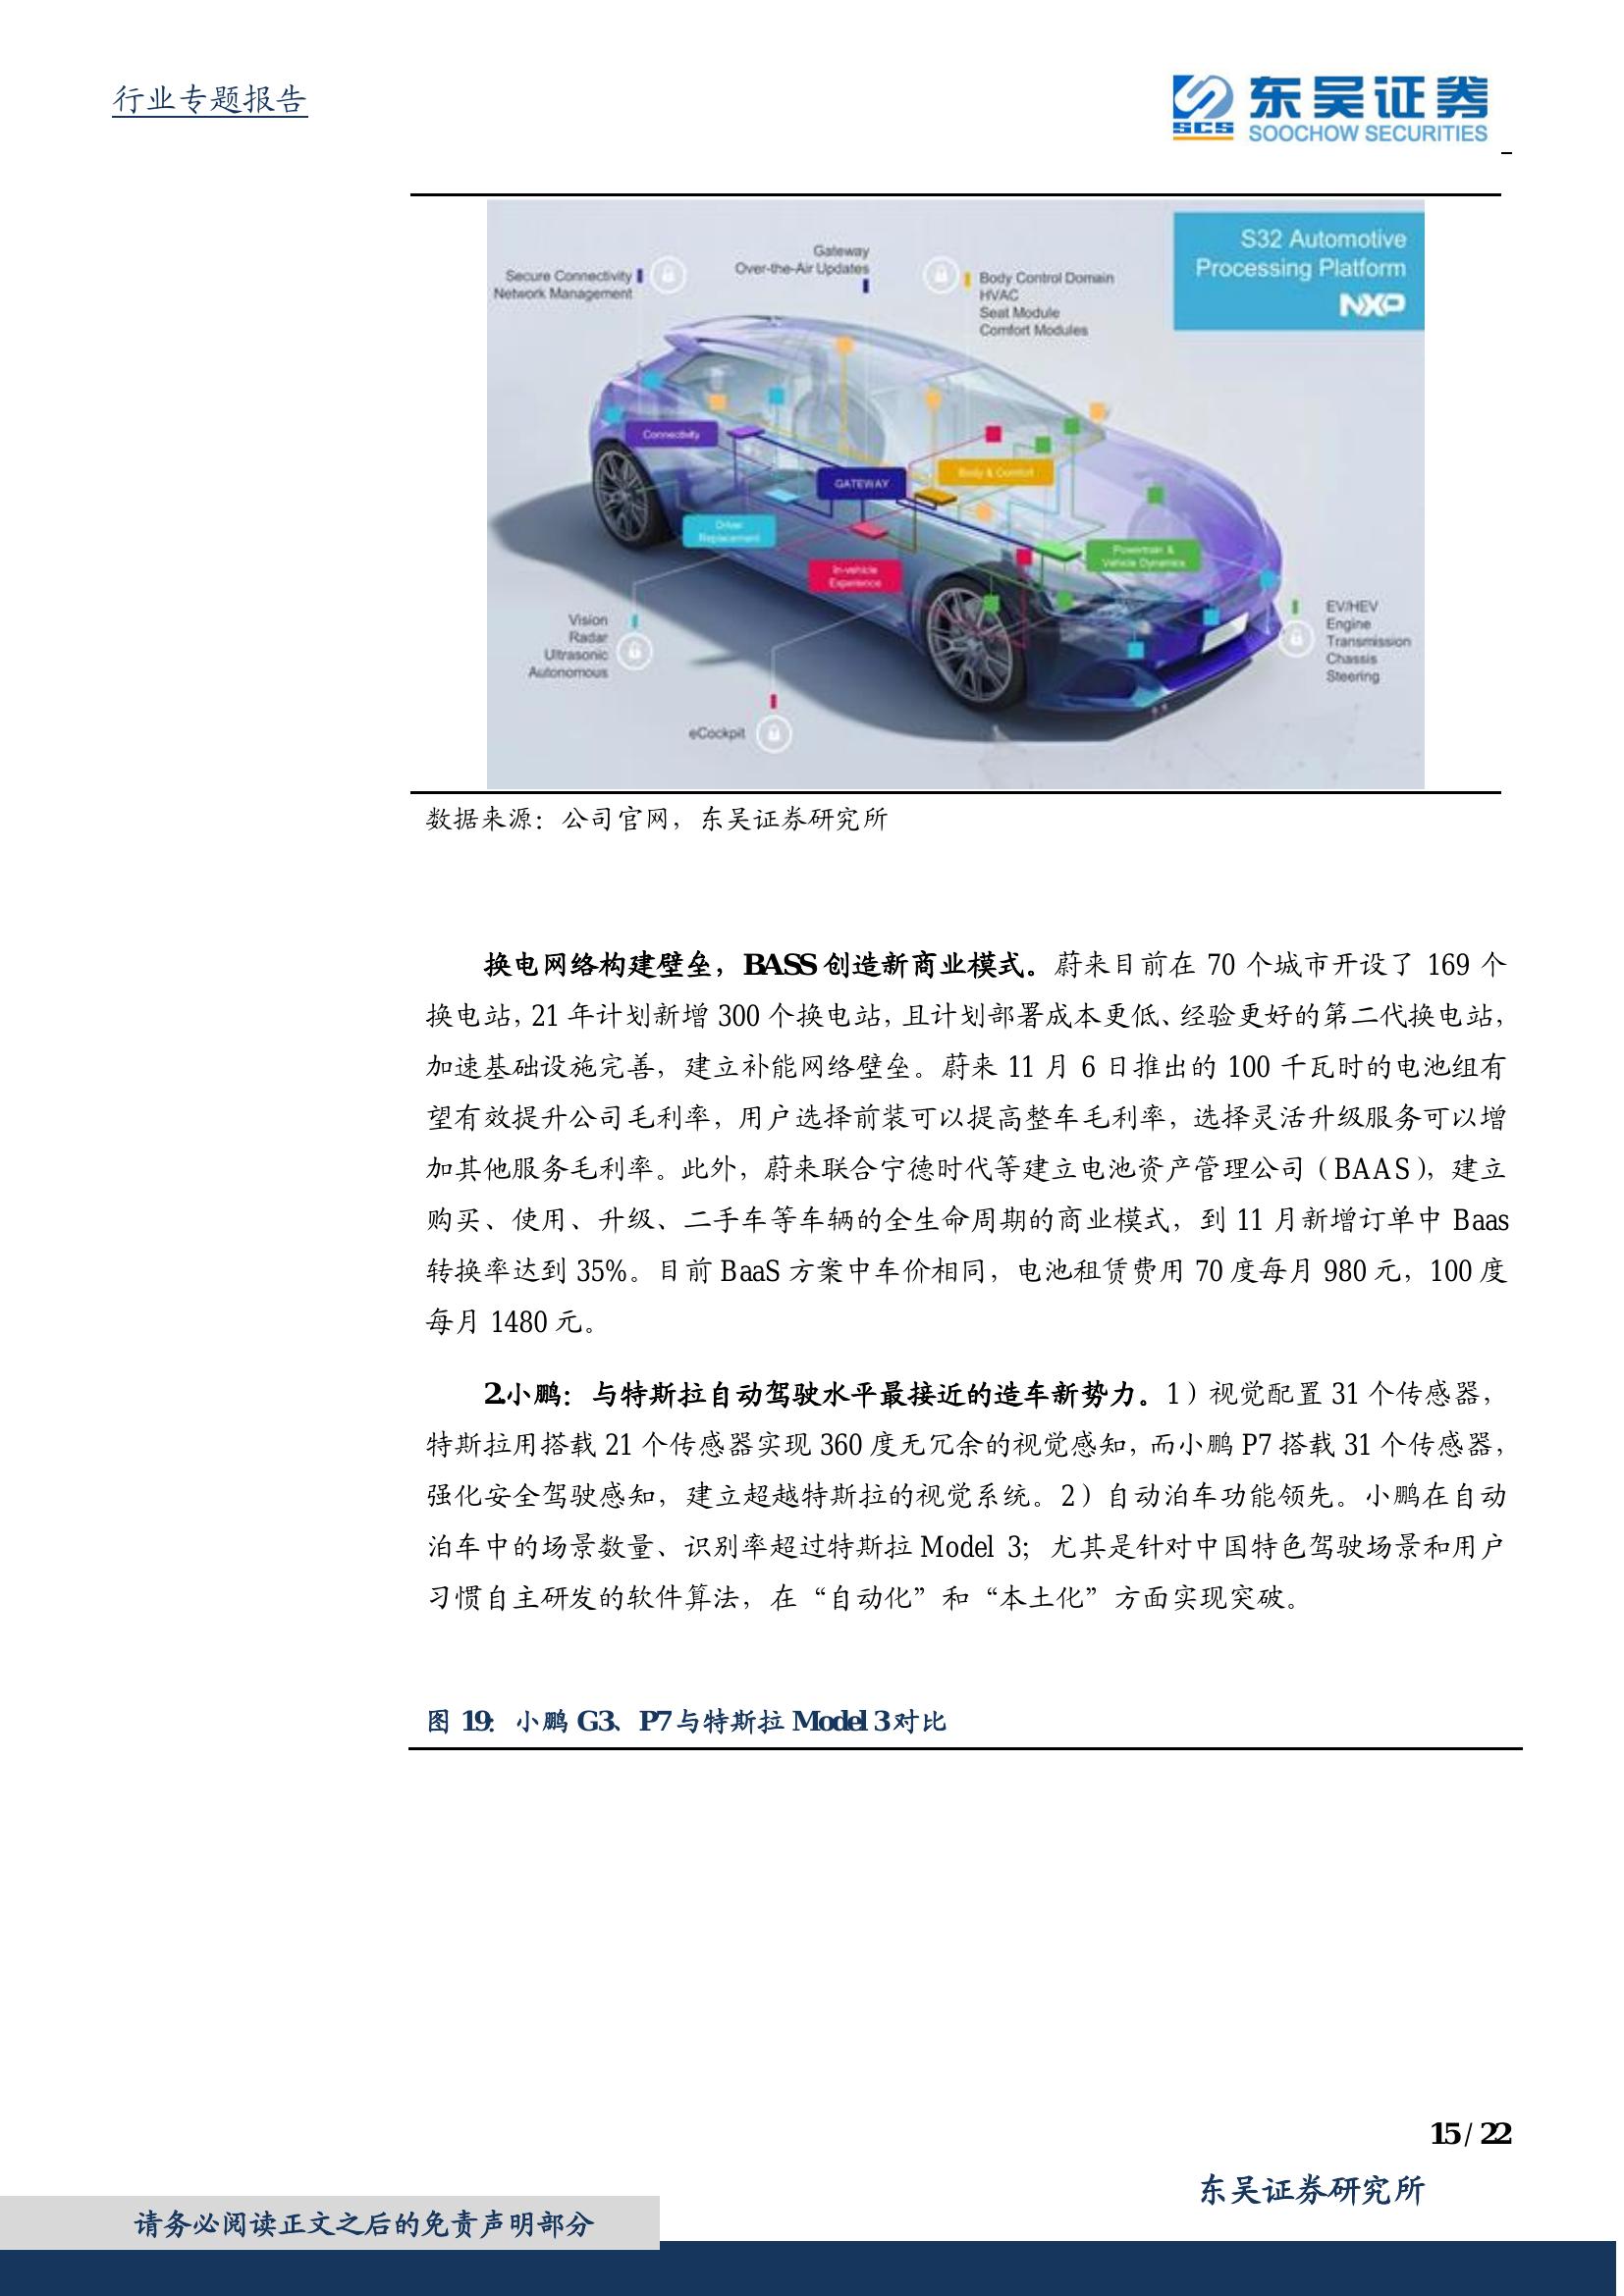 行业专题报告
SCS
东吴证券
SOOCHOW SECURITIES
S32 Automotive
Processing Platform
NXP
Gateway
Over-the-Air Updates
Secure Connectivity
Network Management
Body Control Domain
HVAC
Seat Module
Comfort Modules
Connectivity
GATEWAY
Body & Comfort
Driver
Replacement
In-vehicle
Experience
Powertrain &
Vehicle Dynamics
Vision
Radar
Ultrasonic
Autonomous
EV/HEV
Engine
Transmission
Chassis
Steering
eCockpit
数据来源：公司官网，东吴证券研究所
换电网络构建壁垒，BASS 创造新商业模式。蔚来目前在 70 个城市开设了 169 个
换电站，21 年计划新增 300 个换电站，且计划部署成本更低、经验更好的第二代换电站，
加速基础设施完善，建立补能网络壁垒。蔚来 11 月 6 日推出的 100 千瓦时的电池组有
望有效提升公司毛利率，用户选择前装可以提高整车毛利率，选择灵活升级服务可以增
加其他服务毛利率。此外，蔚来联合宁德时代等建立电池资产管理公司（BAAS），建立
购买、使用、升级、二手车等车辆的全生命周期的商业模式，到 11 月新增订单中 Baas
转换率达到 35%。目前 BaaS 方案中车价相同，电池租赁费用 70 度每月 980 元，100 度
每月 1480 元。
2.小鹏：与特斯拉自动驾驶水平最接近的造车新势力。1）视觉配置 31 个传感器，
特斯拉用搭载 21 个传感器实现 360 度无冗余的视觉感知，而小鹏 P7 搭载 31 个传感器，
强化安全驾驶感知，建立超越特斯拉的视觉系统。2）自动泊车功能领先。小鹏在自动
泊车中的场景数量、识别率超过特斯拉 Model 3；尤其是针对中国特色驾驶场景和用户
习惯自主研发的软件算法，在“自动化”和“本土化”方面实现突破。
图 19：小鹏 G3、P7 与特斯拉 Model 3 对比
15 / 22
东吴证券研究所
请务必阅读正文之后的免责声明部分